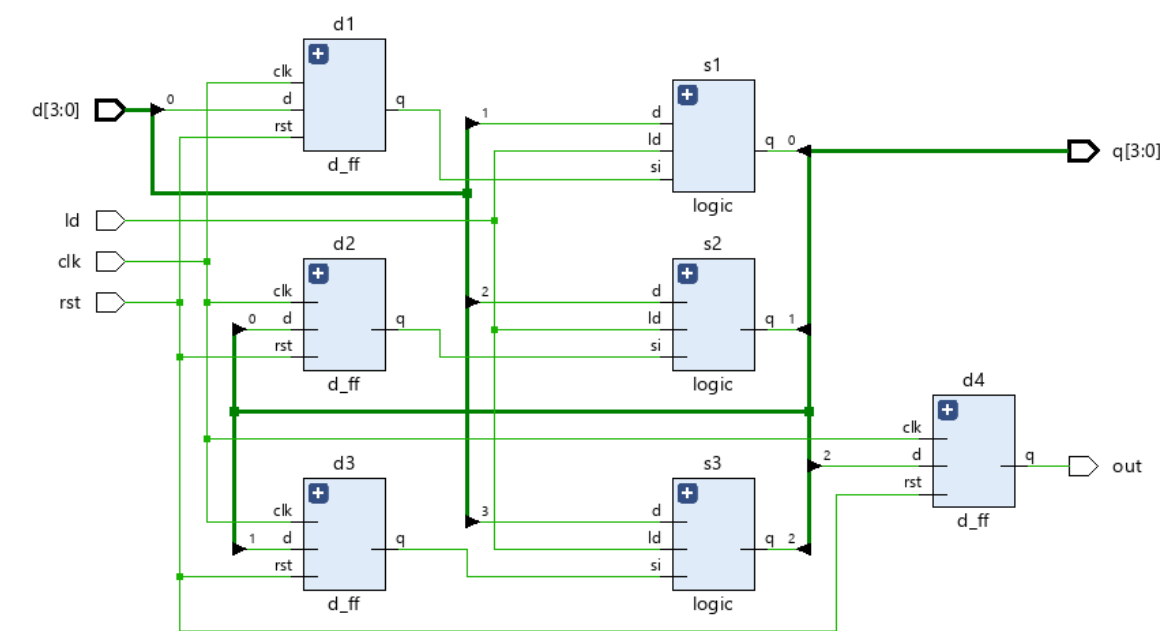 d1
clk
d[3:0]
0
d
q
rst
d_ff
s1
1
d
ld
q
0
si
logic
q[3:0]
ld
clk
rst
d2
clk
0
d
q
rst
d_ff
s2
2
d
ld
q
1
si
logic
d3
clk
1
d
q
rst
d_ff
s3
3
d
ld
q
2
si
logic
d4
clk
2
d
q
out
rst
d_ff